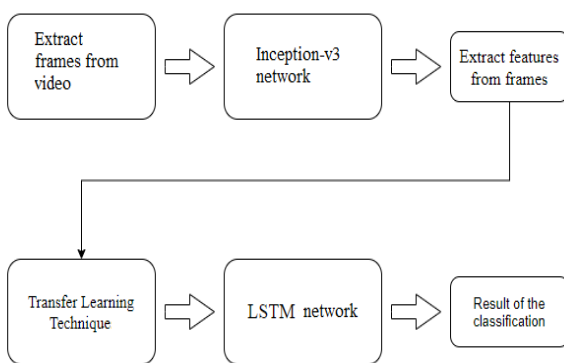 Extract
frames from
video
Inception-v3
network
Extract features
from frames
Transfer Learning
Technique
LSTM network
Result of the
classification